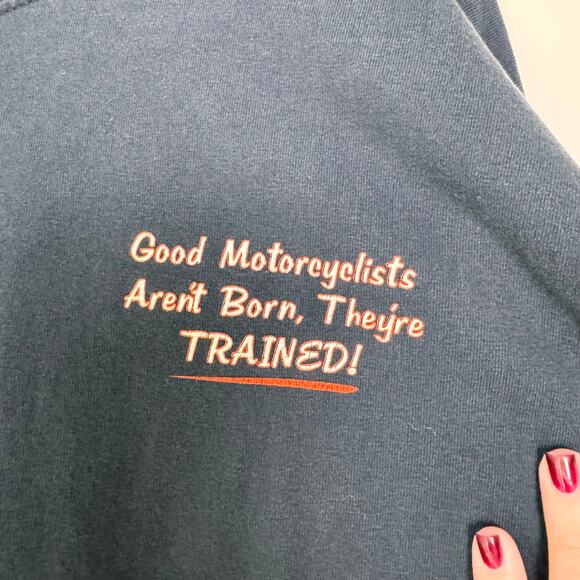 Good Motorcyclists
Aren't Born, They're
TRAINED!